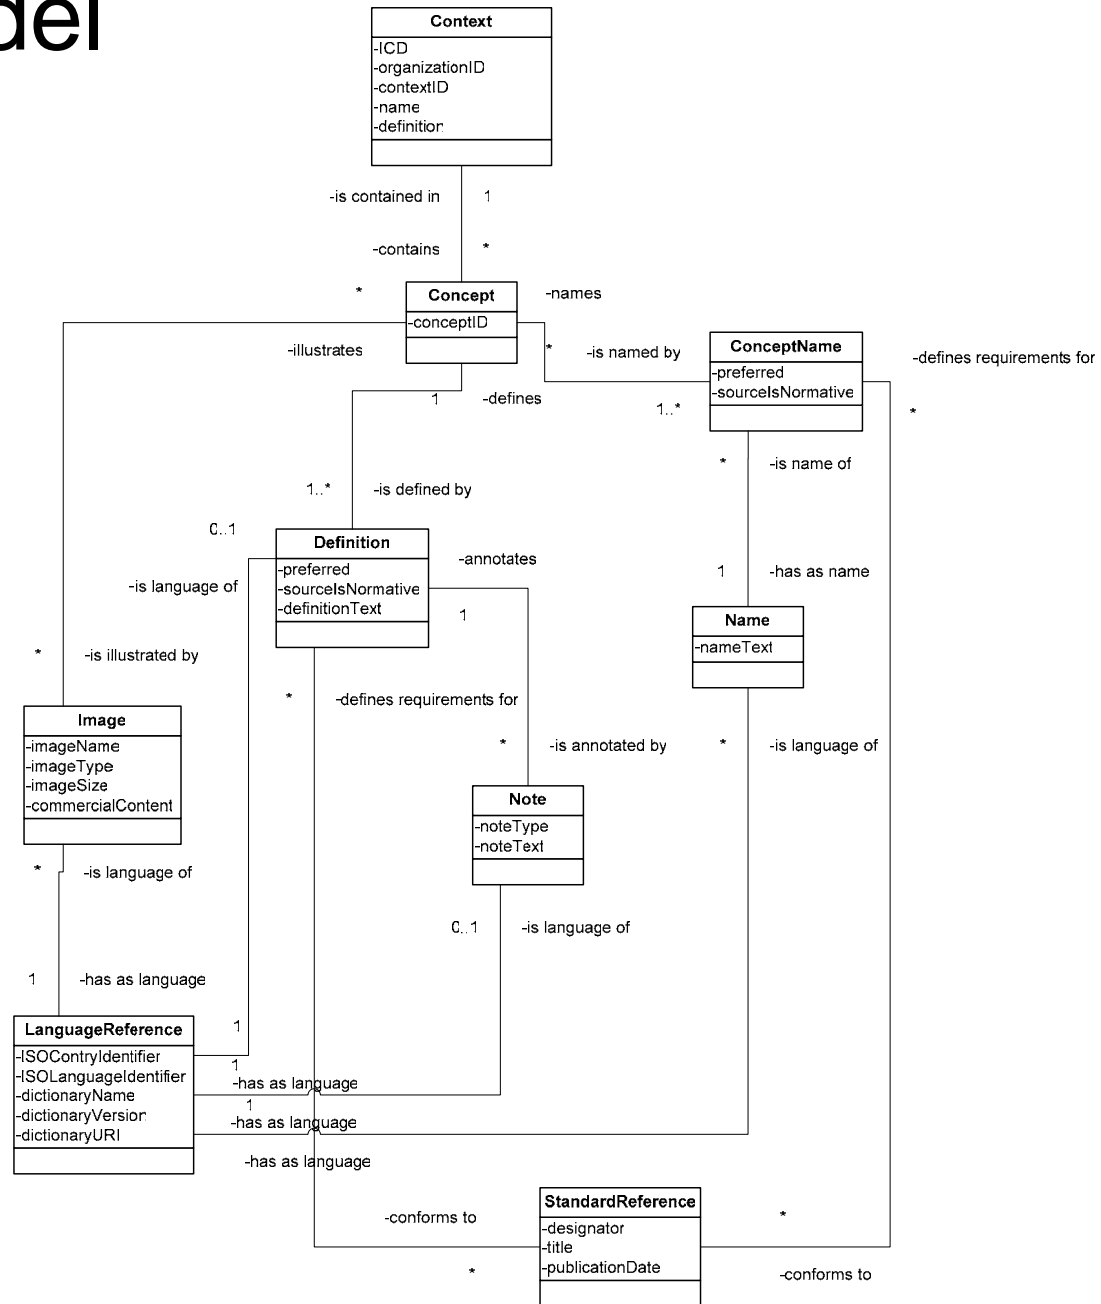 del
Context
-ICD
-organizationID
-contextID
-name
-definition
-is contained in 1
-contains *
*
Concept
-names
-conceptID
-illustrates
*
-is named by
ConceptName
-defines requirements for
-preferred
-sourceIsNormative
1 -defines
1..*
*
* -is name of
1..* -is defined by
0..1
Definition
-annotates
-preferred
-sourceIsNormative
-definitionText
-is language of
1
1 -has as name
Name
-nameText
* -is illustrated by
* -defines requirements for
* -is annotated by
* -is language of
Image
-imageName
-imageType
-imageSize
-commercialContent
Note
-noteType
-noteText
* -is language of
0..1 -is language of
1 -has as language
LanguageReference
-ISOContryIdentifier
-ISOLanguageIdentifier
-dictionaryName
-dictionaryVersion
-dictionaryURI
1
1
-has as language
1
-has as language
-has as language
StandardReference
-designator
-title
-publicationDate
-conforms to
*
*
-conforms to